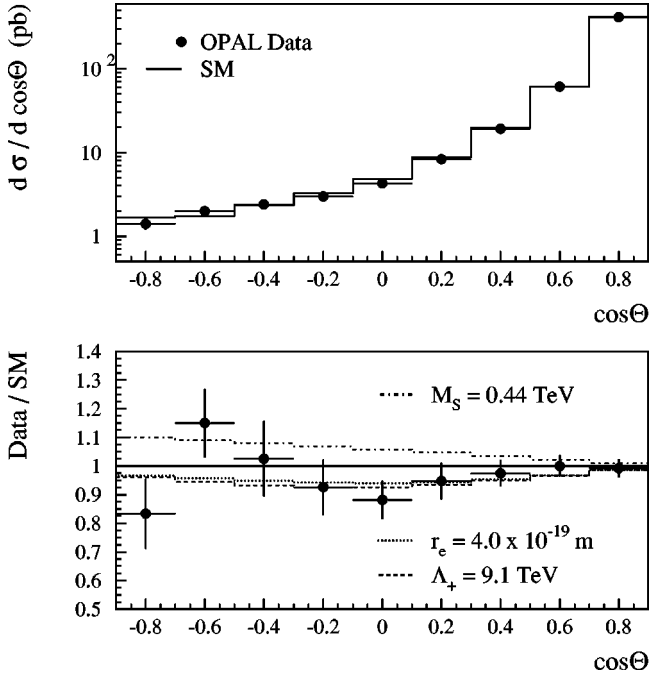 d σ / d cosΘ (pb)
OPAL Data
SM
10²
10
1
-0.8 -0.6 -0.4 -0.2 0 0.2 0.4 0.6 0.8
cosΘ
Data / SM
1.4
1.3
1.2
1.1
1
0.9
0.8
0.7
0.6
0.5
M_S = 0.44 TeV
r_e = 4.0 x 10⁻¹⁹ m
Λ₊ = 9.1 TeV
-0.8 -0.6 -0.4 -0.2 0 0.2 0.4 0.6 0.8
cosΘ